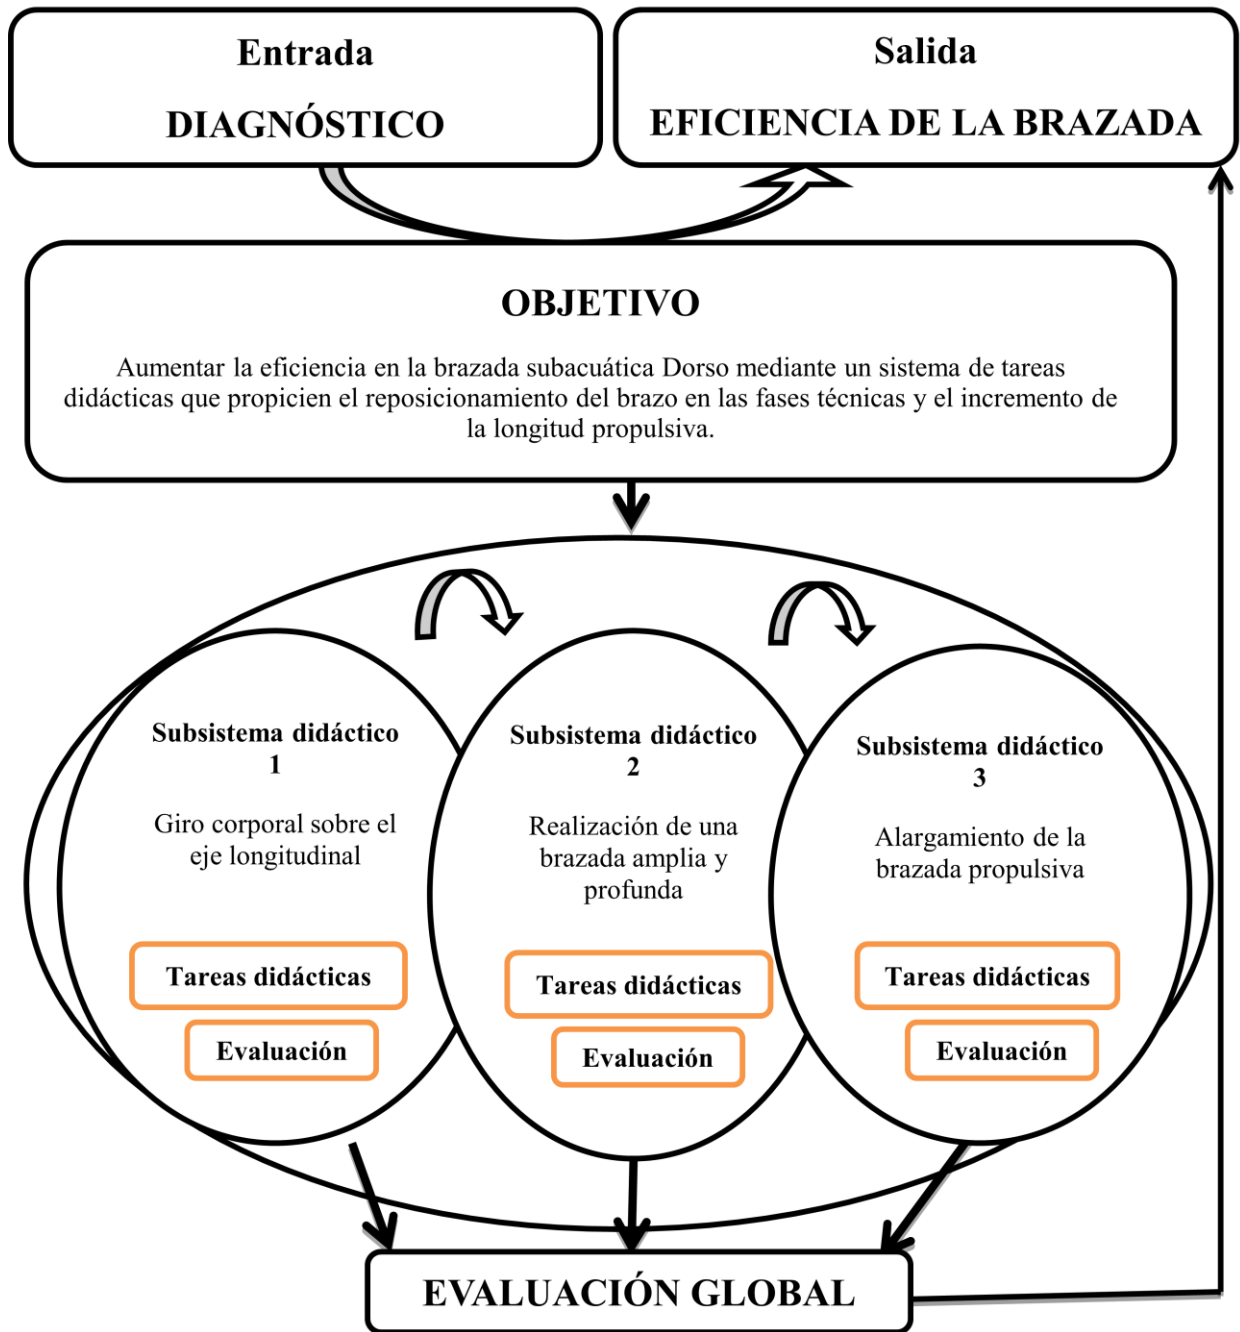 Entrada
DIAGNÓSTICO
Salida
EFICIENCIA DE LA BRAZADA
OBJETIVO
Aumentar la eficiencia en la brazada subacuática Dorso mediante un sistema de tareas
didácticas que propicien el reposicionamiento del brazo en las fases técnicas y el incremento de
la longitud propulsiva.
Subsistema didáctico
1
Giro corporal sobre el
eje longitudinal
Tareas didácticas
Evaluación
Subsistema didáctico
2
Realización de una
brazada amplia y
profunda
Tareas didácticas
Evaluación
Subsistema didáctico
3
Alargamiento de la
brazada propulsiva
Tareas didácticas
Evaluación
EVALUACIÓN GLOBAL